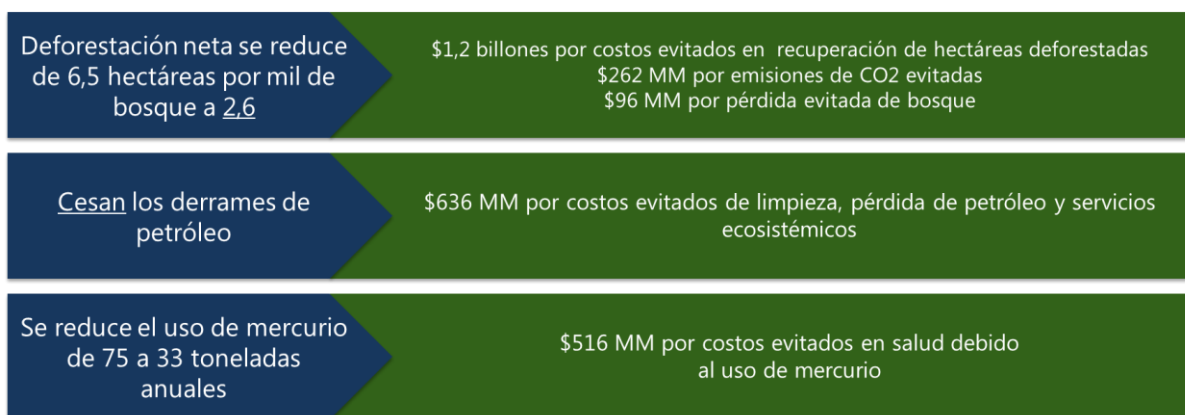 Deforestación neta se reduce
de 6,5 hectáreas por mil de
bosque a 2,6
$1,2 billones por costos evitados en recuperación de hectáreas deforestadas
$262 MM por emisiones de CO2 evitadas
$96 MM por pérdida evitada de bosque
Cesan los derrames de
petróleo
$636 MM por costos evitados de limpieza, pérdida de petróleo y servicios
ecosistémicos
Se reduce el uso de mercurio
de 75 a 33 toneladas
anuales
$516 MM por costos evitados en salud debido
al uso de mercurio